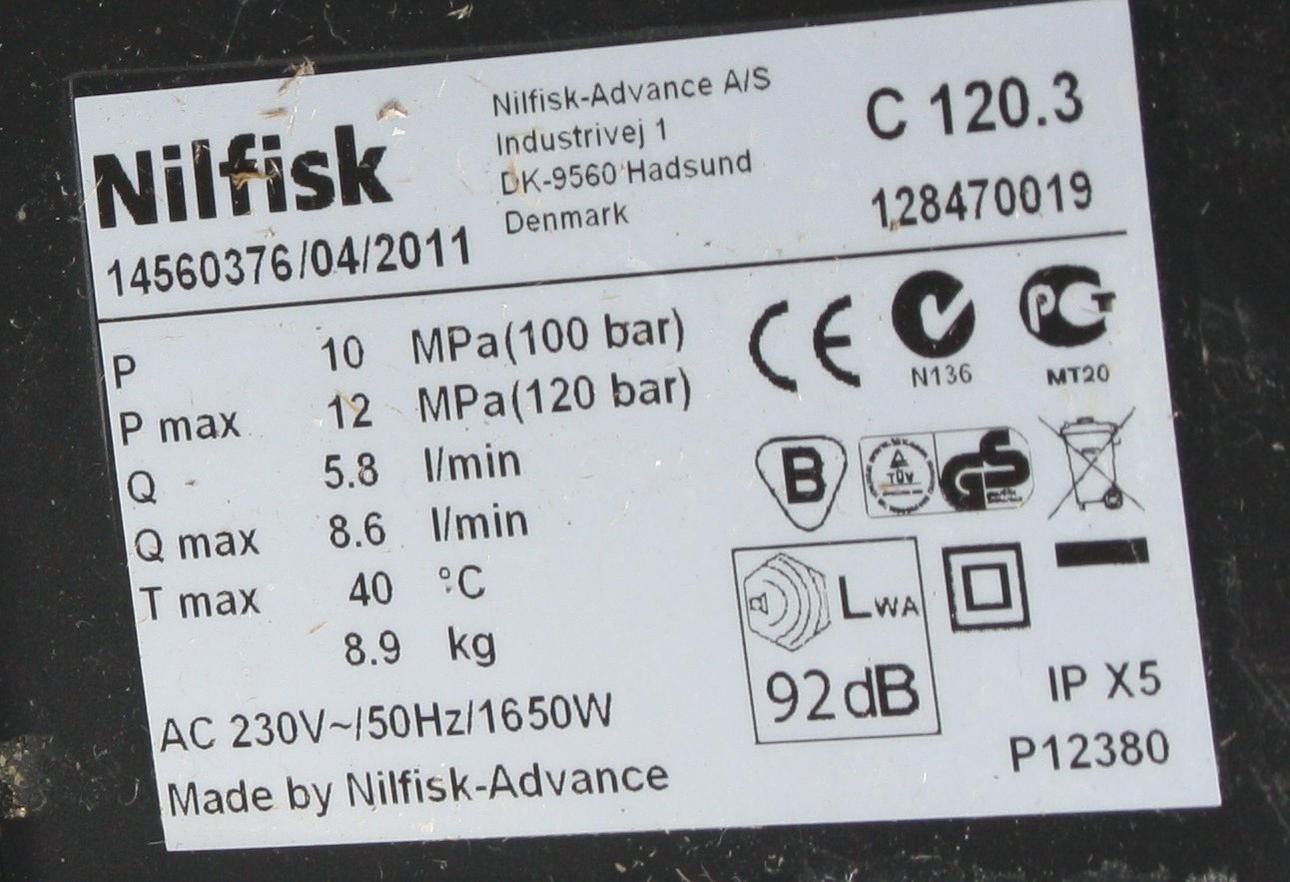 Nilfisk
14560376/04/2011
Nilfisk-Advance A/S
Industrivej 1
DK-9560 Hadsund
Denmark
C 120.3
128470019
P 10 MPa(100 bar)
P max 12 MPa(120 bar)
Q 5.8 l/min
Q max 8.6 l/min
T max 40 °C
8.9 kg
AC 230V~/50Hz/1650W
Made by Nilfisk-Advance
CE
N136
PCT
MT20
B
TÜV
GS
LWA
92dB
IP X5
P12380